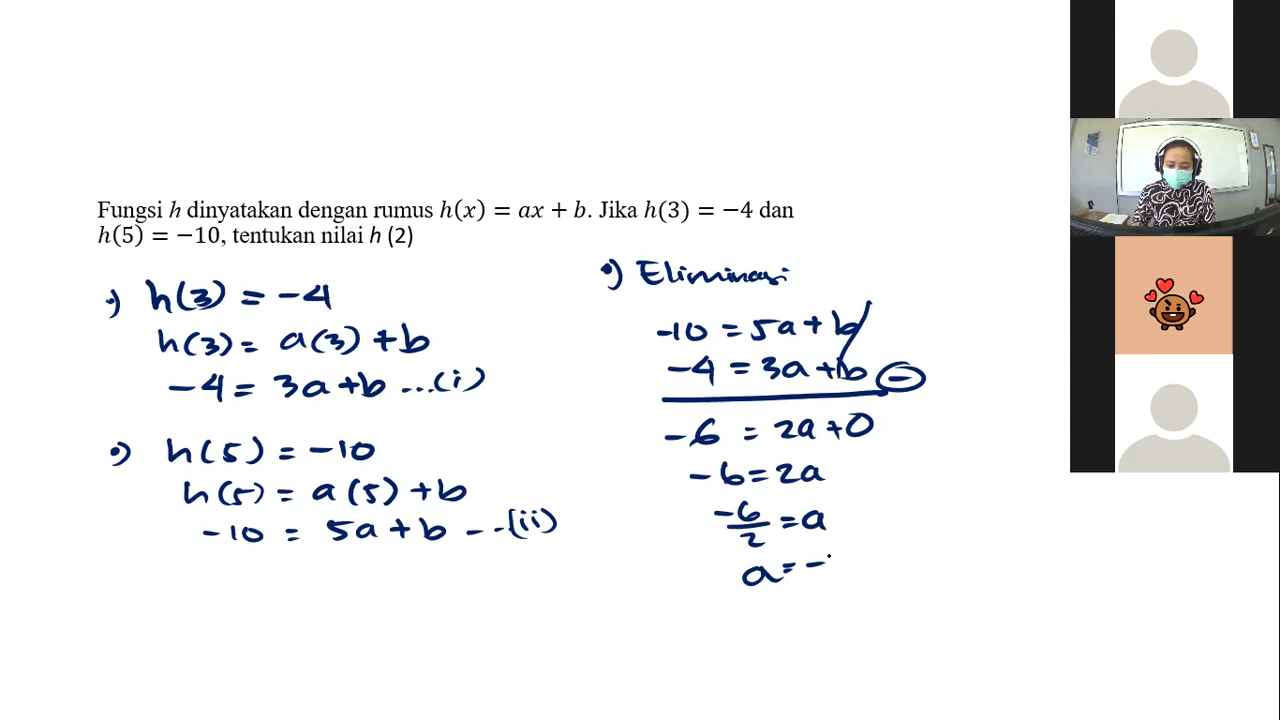 Fungsi h dinyatakan dengan rumus h(x) = ax + b. Jika h(3) = −4 dan
h(5) = −10, tentukan nilai h (2)
•) h(3) = -4
h(3) = a(3) + b
-4 = 3a+b ...(i)
•) h(5) = -10
h(5) = a(5) + b
-10 = 5a + b ...(ii)
•) Eliminasi
-10 = 5a + b
-4 = 3a + b −
-6 = 2a + 0
-6 = 2a
-6/2 = a
a = -